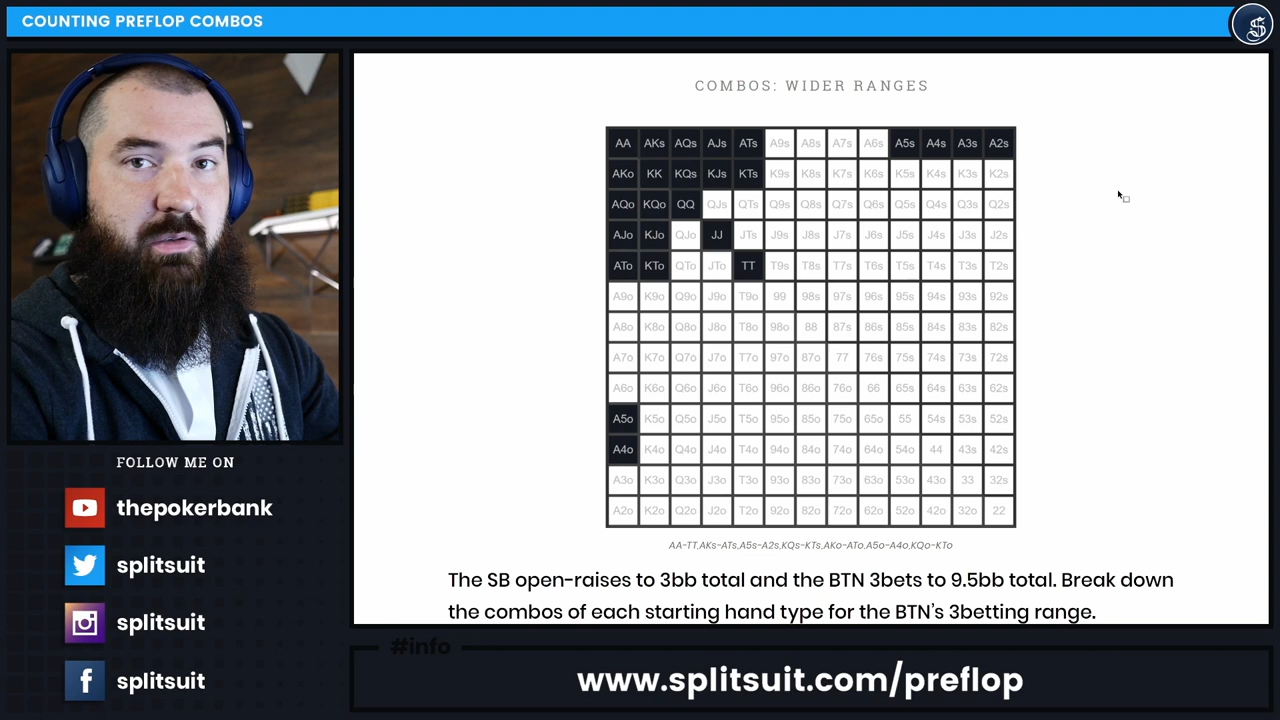 COUNTING PREFLOP COMBOS
COMBOS: WIDER RANGES
AA AKs AQs AJs ATs A9s A8s A7s A6s A5s A4s A3s A2s
AKo KK KQs KJs KTs K9s K8s K7s K6s K5s K4s K3s K2s
AQo KQo QQ QJs QTs Q9s Q8s Q7s Q6s Q5s Q4s Q3s Q2s
AJo KJo QJo JJ JTs J9s J8s J7s J6s J5s J4s J3s J2s
ATo KTo QTo JTo TT T9s T8s T7s T6s T5s T4s T3s T2s
A9o K9o Q9o J9o T9o 99 98s 97s 96s 95s 94s 93s 92s
A8o K8o Q8o J8o T8o 98o 88 87s 86s 85s 84s 83s 82s
A7o K7o Q7o J7o T7o 97o 87o 77 76s 75s 74s 73s 72s
A6o K6o Q6o J6o T6o 96o 86o 76o 66 65s 64s 63s 62s
A5o K5o Q5o J5o T5o 95o 85o 75o 65o 55 54s 53s 52s
A4o K4o Q4o J4o T4o 94o 84o 74o 64o 54o 44 43s 42s
A3o K3o Q3o J3o T3o 93o 83o 73o 63o 53o 43o 33 32s
A2o K2o Q2o J2o T2o 92o 82o 72o 62o 52o 42o 32o 22
AA-TT,AKs-ATs,A5s-A2s,KQs-KTs,AKo-ATo,A5o-A4o,KQo-KTo
The SB open-raises to 3bb total and the BTN 3bets to 9.5bb total. Break down
the combos of each starting hand type for the BTN's 3betting range.
FOLLOW ME ON
thepokerbank
splitsuit
splitsuit
splitsuit
#info
www.splitsuit.com/preflop